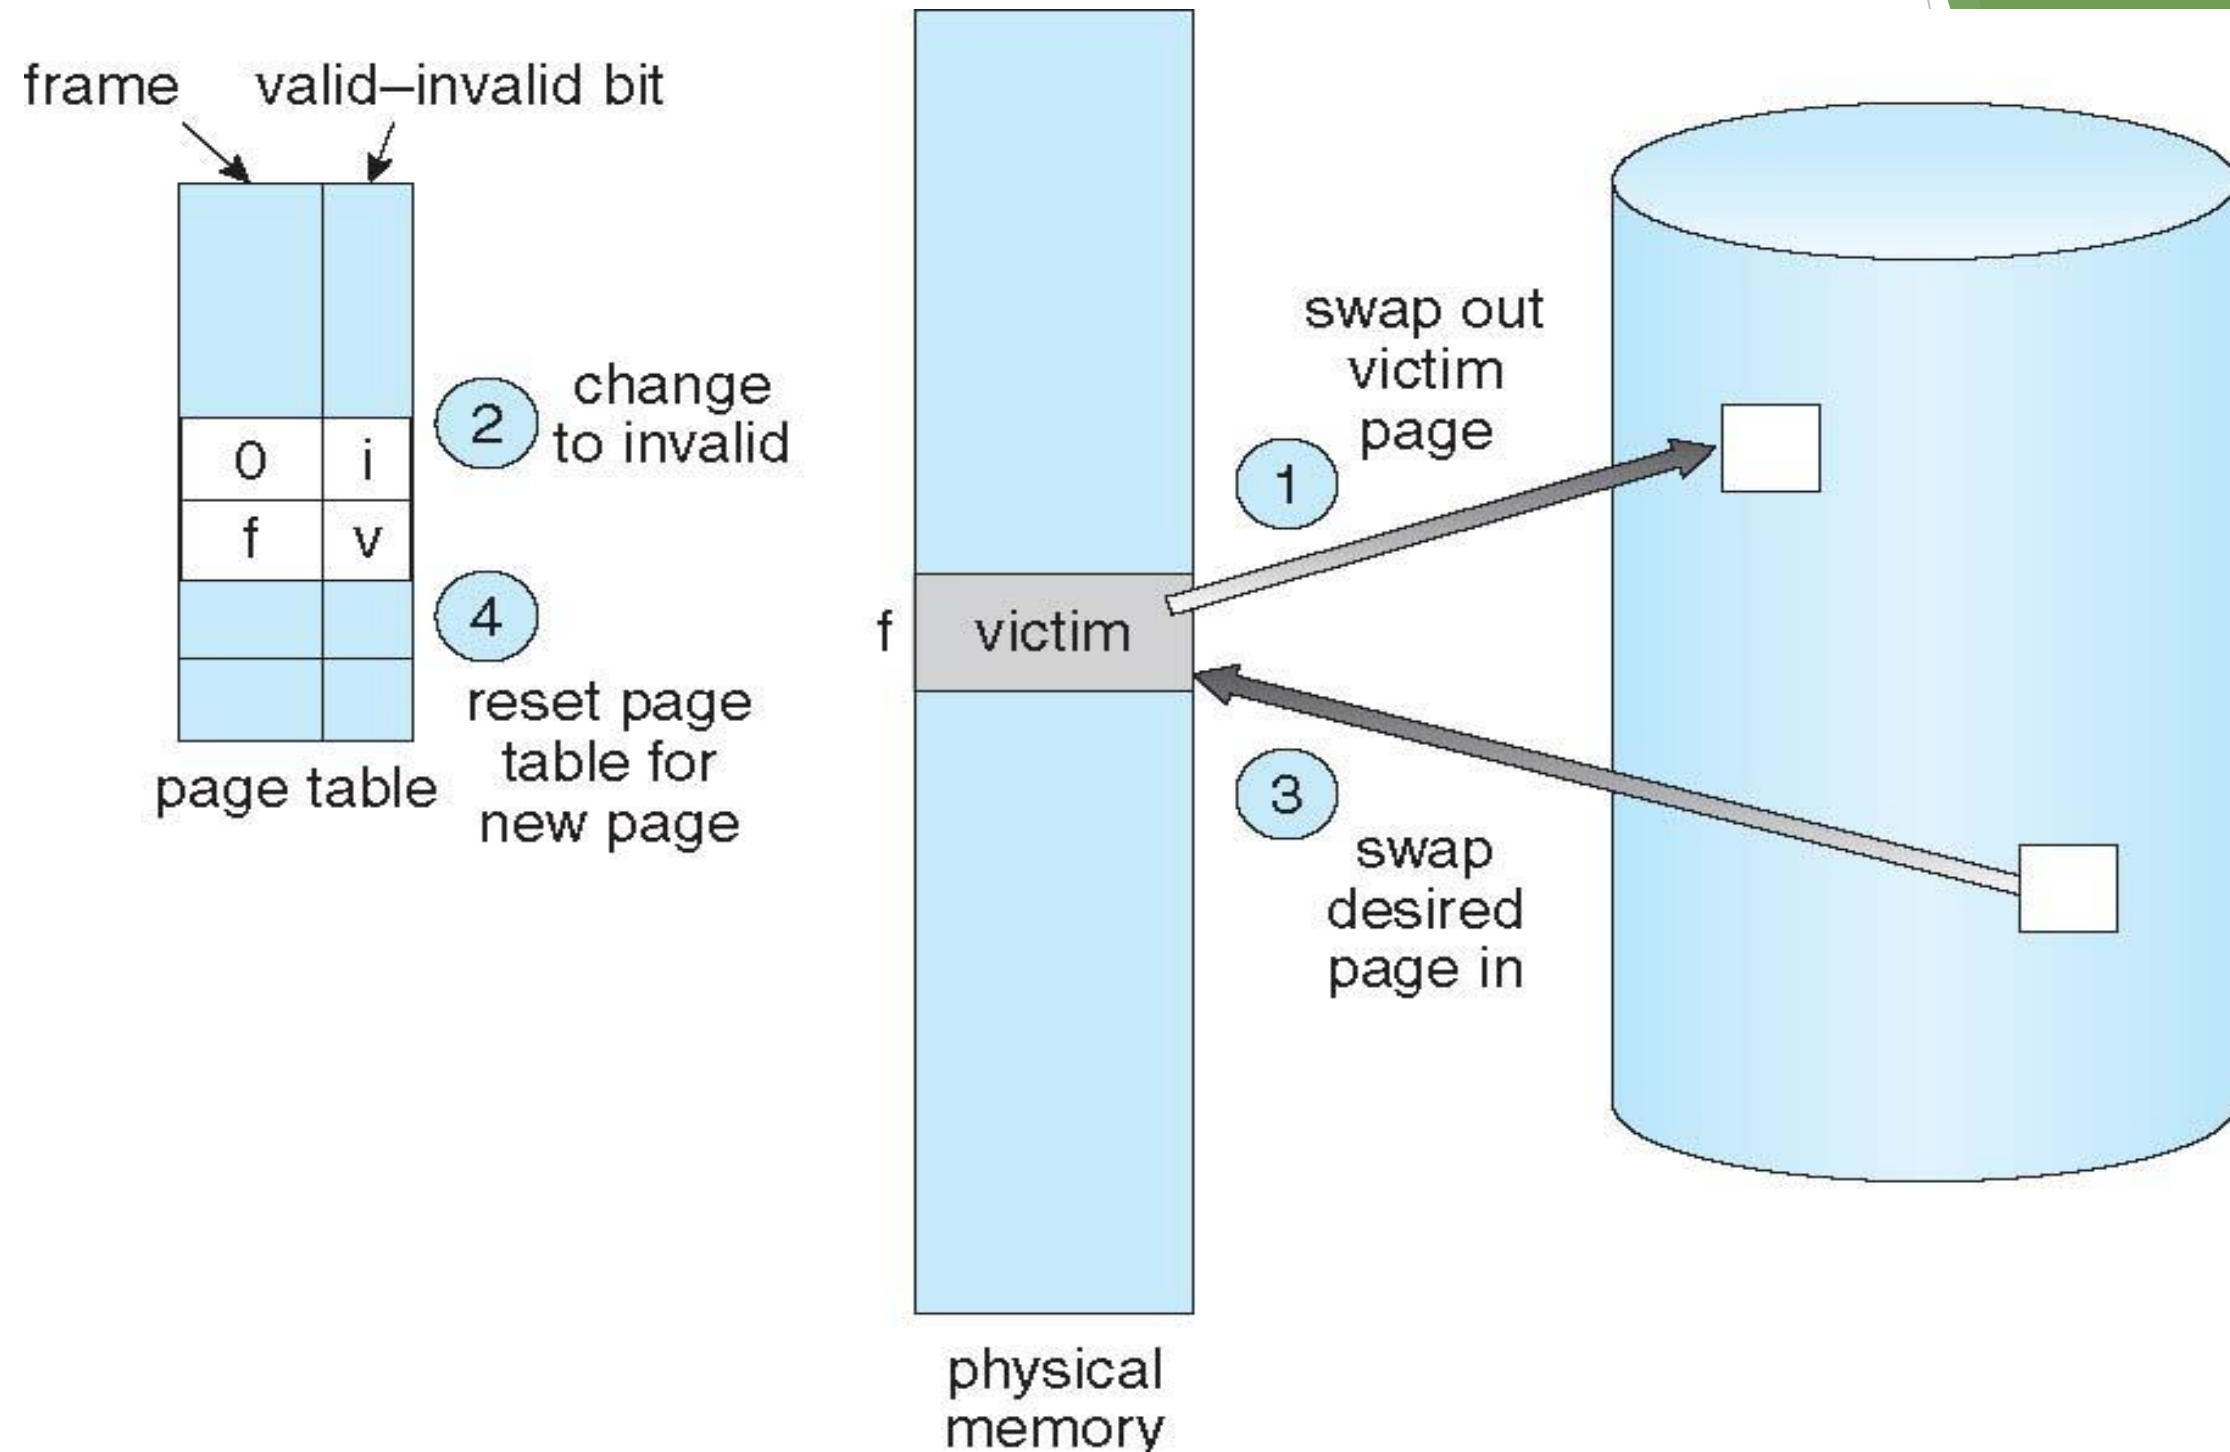 frame
valid–invalid bit
0
i
f
v
page table
2
change
to invalid
4
reset page
table for
new page
f
victim
physical
memory
1
swap out
victim
page
3
swap
desired
page in